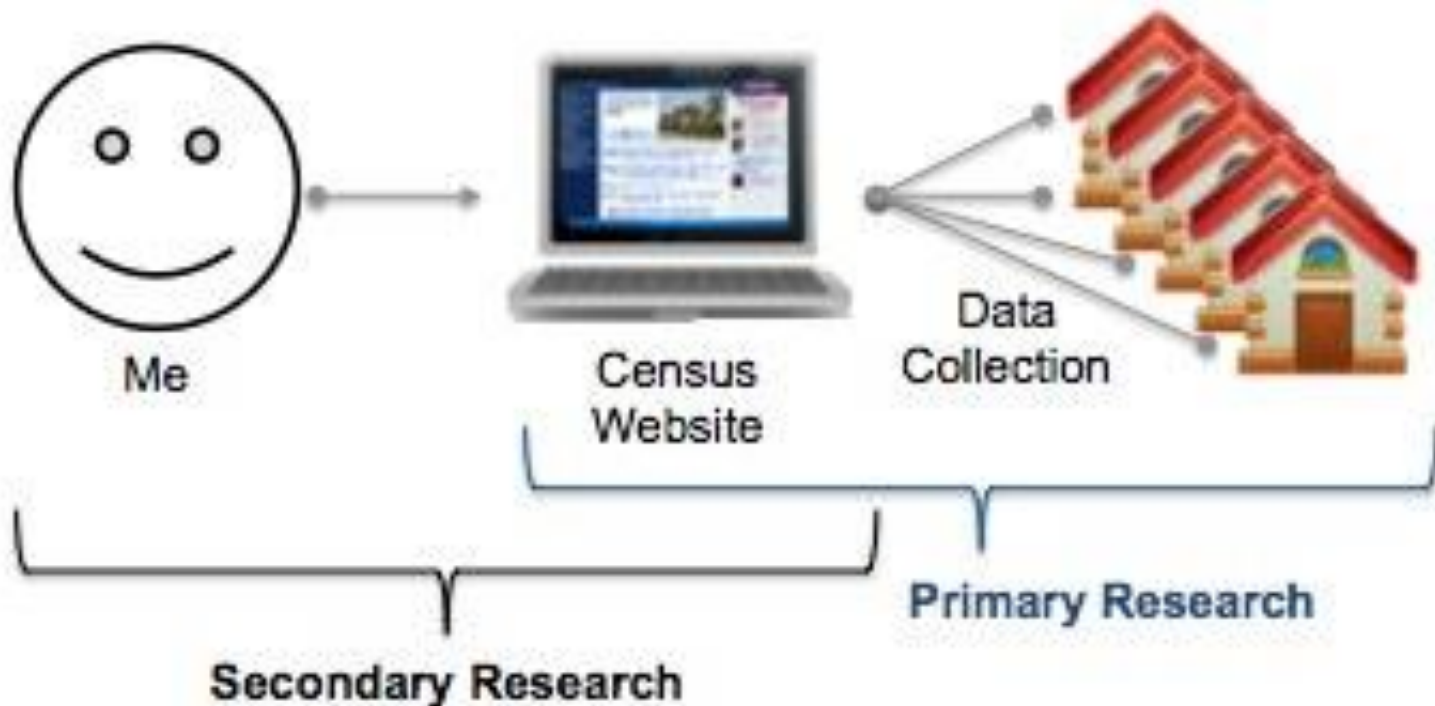 Me
Census
Website
Data
Collection
Primary Research
Secondary Research